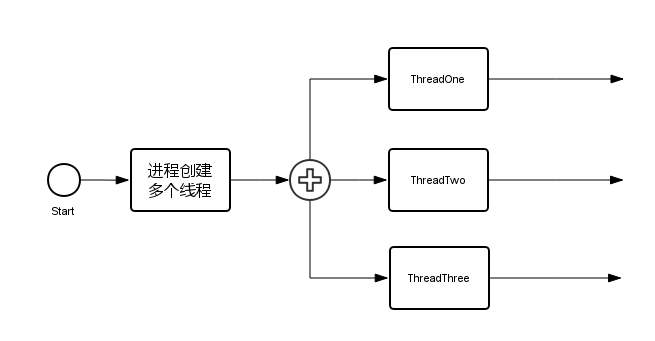 Start
进程创建
多个线程
ThreadOne
ThreadTwo
ThreadThree